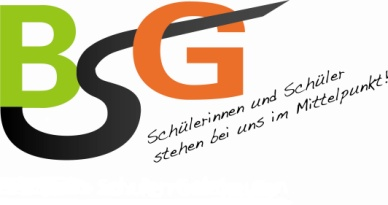 BSG
Schülerinnen und Schüler
stehen bei uns im Mittelpunkt!